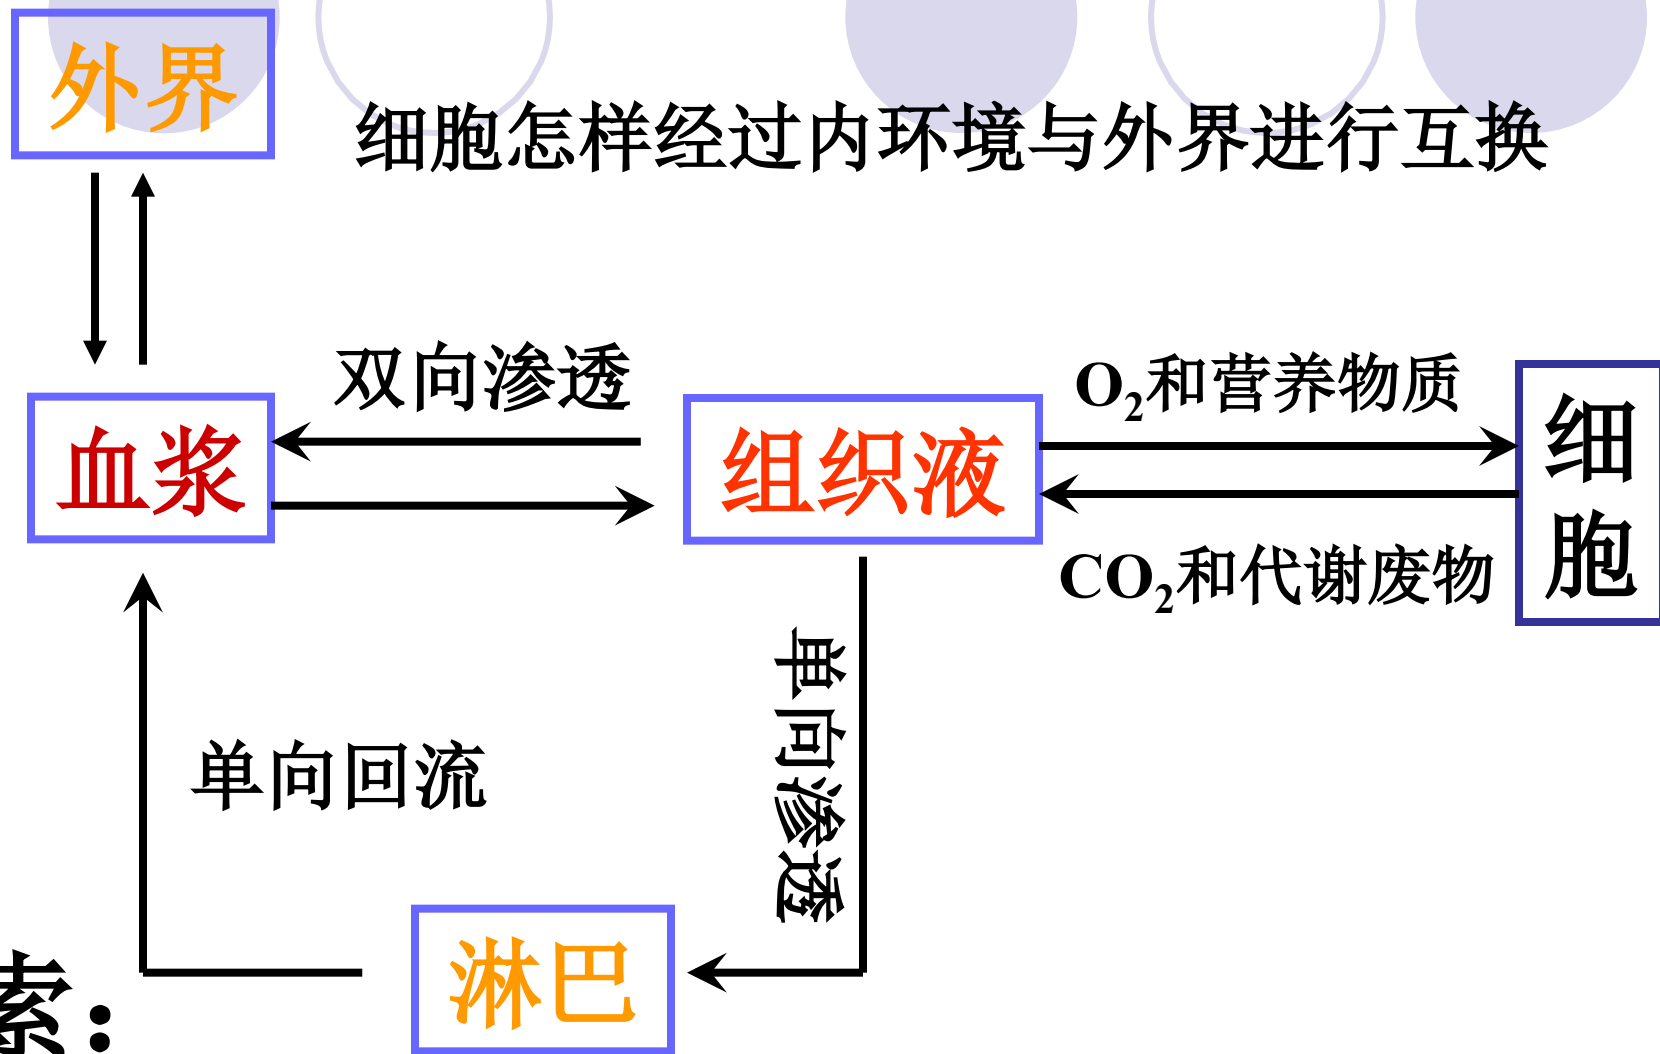 外界
细胞怎样经过内环境与外界进行互换
双向渗透
O₂和营养物质
血浆
组织液
细胞
CO₂和代谢废物
单向渗透
单向回流
淋巴
素：